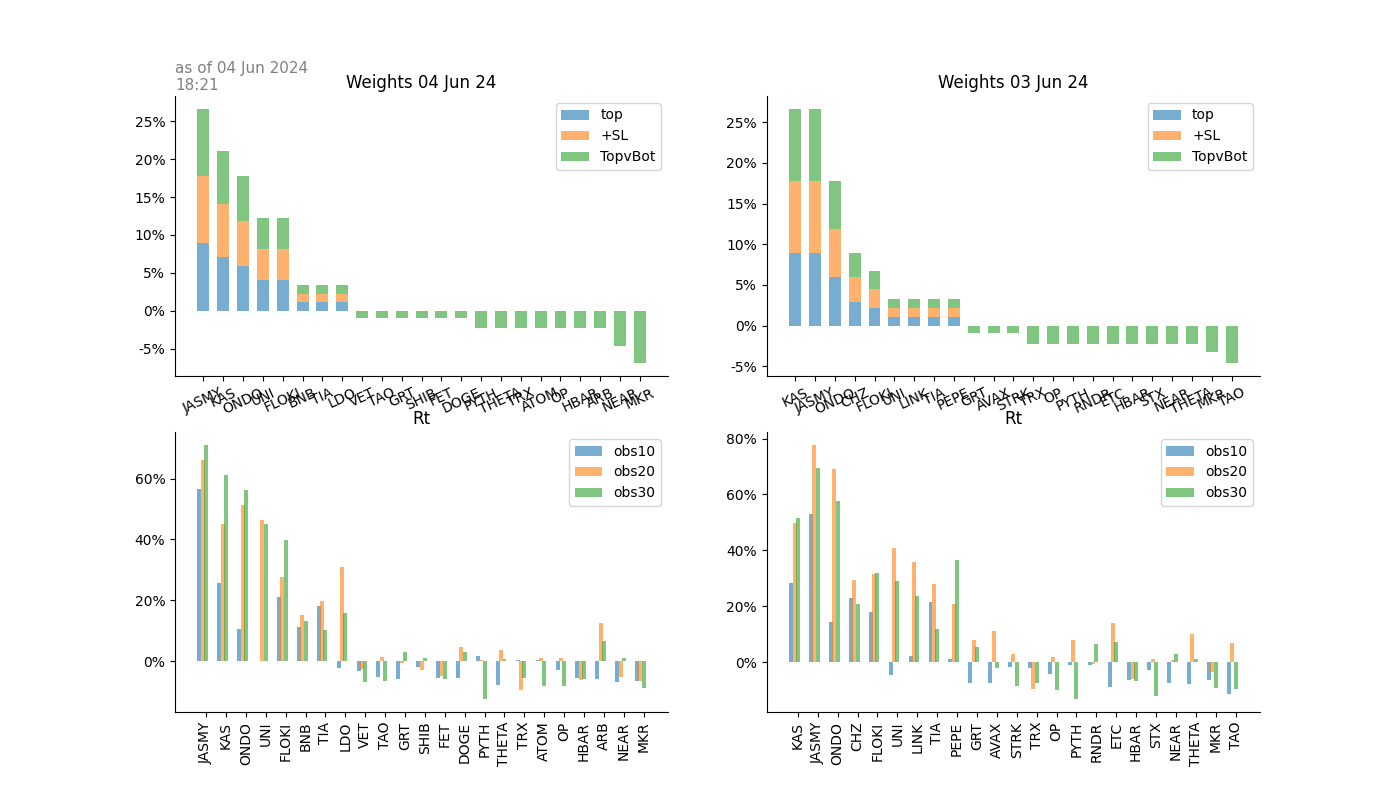 as of 04 Jun 2024
18:21
Weights 04 Jun 24
25%
20%
15%
10%
5%
0%
-5%
top
+SL
TopvBot
JASMY KAS ONDO UNI FLOKI BNB TIA LDO VET TAO GRT SHIB FET DOGE PYTH THETA TRX ATOM OP HBAR ARB NEAR MKR
Weights 03 Jun 24
25%
20%
15%
10%
5%
0%
-5%
top
+SL
TopvBot
KAS JASMY ONDO CHZ FLOKI UNI LINK TIA PEPE GRT AVAX STRK TRX OP PYTH RNDR ETC HBAR STX NEAR THETA MKR TAO
Rt
60%
40%
20%
0%
obs10
obs20
obs30
JASMY KAS ONDO UNI FLOKI BNB TIA LDO VET TAO GRT SHIB FET DOGE PYTH THETA TRX ATOM OP HBAR ARB NEAR MKR
Rt
80%
60%
40%
20%
0%
obs10
obs20
obs30
KAS JASMY ONDO CHZ FLOKI UNI LINK TIA PEPE GRT AVAX STRK TRX OP PYTH RNDR ETC HBAR STX NEAR THETA MKR TAO